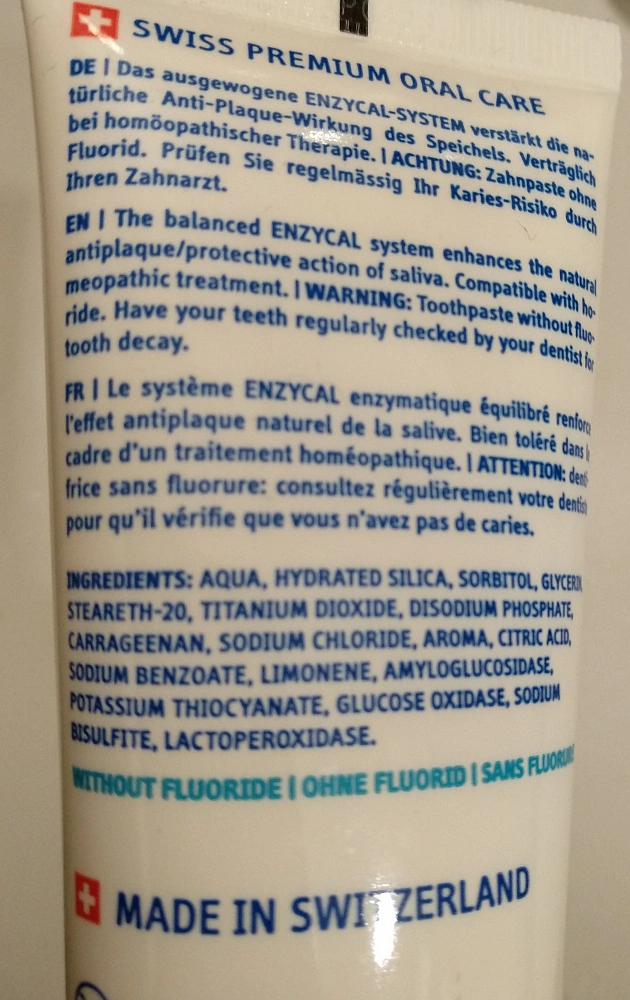 SWISS PREMIUM ORAL CARE
DE | Das ausgewogene ENZYCAL-SYSTEM verstärkt die na-
türliche Anti-Plaque-Wirkung des Speichels. Verträglich
bei homöopathischer Therapie. | ACHTUNG: Zahnpaste ohne
Fluorid. Prüfen Sie regelmässig Ihr Karies-Risiko durch
Ihren Zahnarzt.
EN | The balanced ENZYCAL system enhances the natural
antiplaque/protective action of saliva. Compatible with ho-
meopathic treatment. | WARNING: Toothpaste without fluo-
ride. Have your teeth regularly checked by your dentist for
tooth decay.
FR | Le système ENZYCAL enzymatique équilibré renforce
l'effet antiplaque naturel de la salive. Bien toléré dans
cadre d'un traitement homéopathique. | ATTENTION: denti-
frice sans fluorure: consultez régulièrement votre dentiste
pour qu'il vérifie que vous n'avez pas de caries.
INGREDIENTS: AQUA, HYDRATED SILICA, SORBITOL, GLYCERIN,
STEARETH-20, TITANIUM DIOXIDE, DISODIUM PHOSPHATE,
CARRAGEENAN, SODIUM CHLORIDE, AROMA, CITRIC ACID,
SODIUM BENZOATE, LIMONENE, AMYLOGLUCOSIDASE,
POTASSIUM THIOCYANATE, GLUCOSE OXIDASE, SODIUM
BISULFITE, LACTOPEROXIDASE.
WITHOUT FLUORIDE | OHNE FLUORID | SANS FLUORURE
MADE IN SWITZERLAND